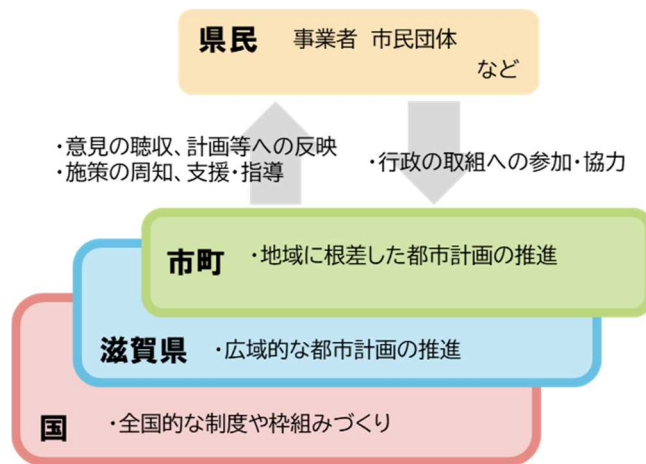 県民　事業者　市民団体
など
・意見の聴収、計画等への反映
・施策の周知、支援・指導
・行政の取組への参加・協力
市町　・地域に根差した都市計画の推進
滋賀県　・広域的な都市計画の推進
国　・全国的な制度や枠組みづくり